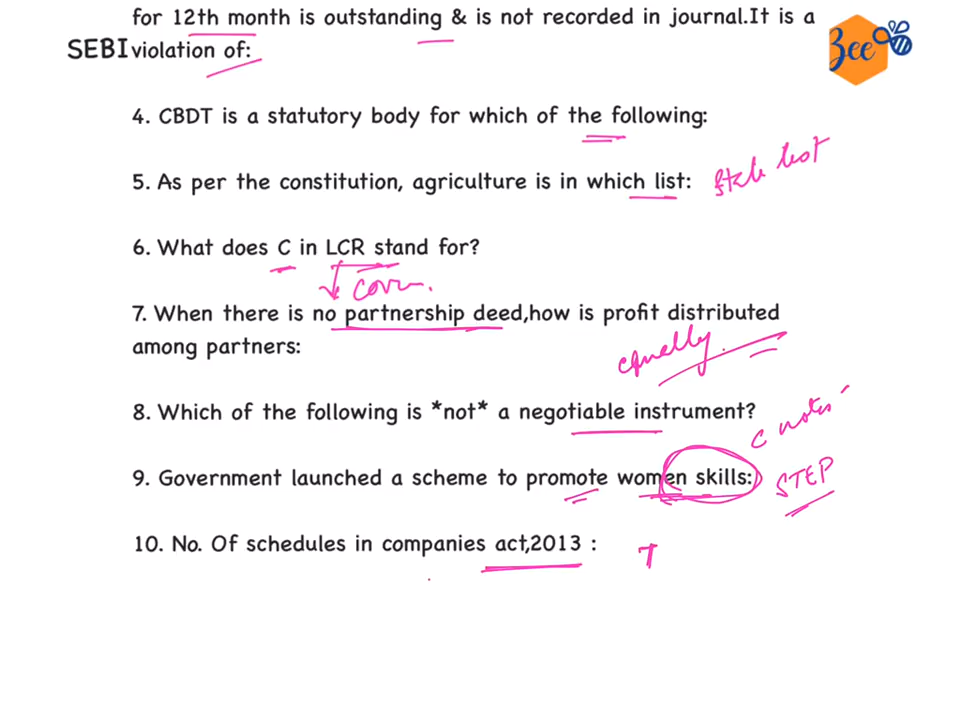 for 12th month is outstanding & is not recorded in journal.It is a
SEBI violation of:
Bee
4. CBDT is a statutory body for which of the following:
5. As per the constitution, agriculture is in which list: State list
6. What does C in LCR stand for?
Cov
7. When there is no partnership deed,how is profit distributed
among partners:
equally
8. Which of the following is *not* a negotiable instrument?
C notes
9. Government launched a scheme to promote women skills: STEP
10. No. Of schedules in companies act,2013 : 7